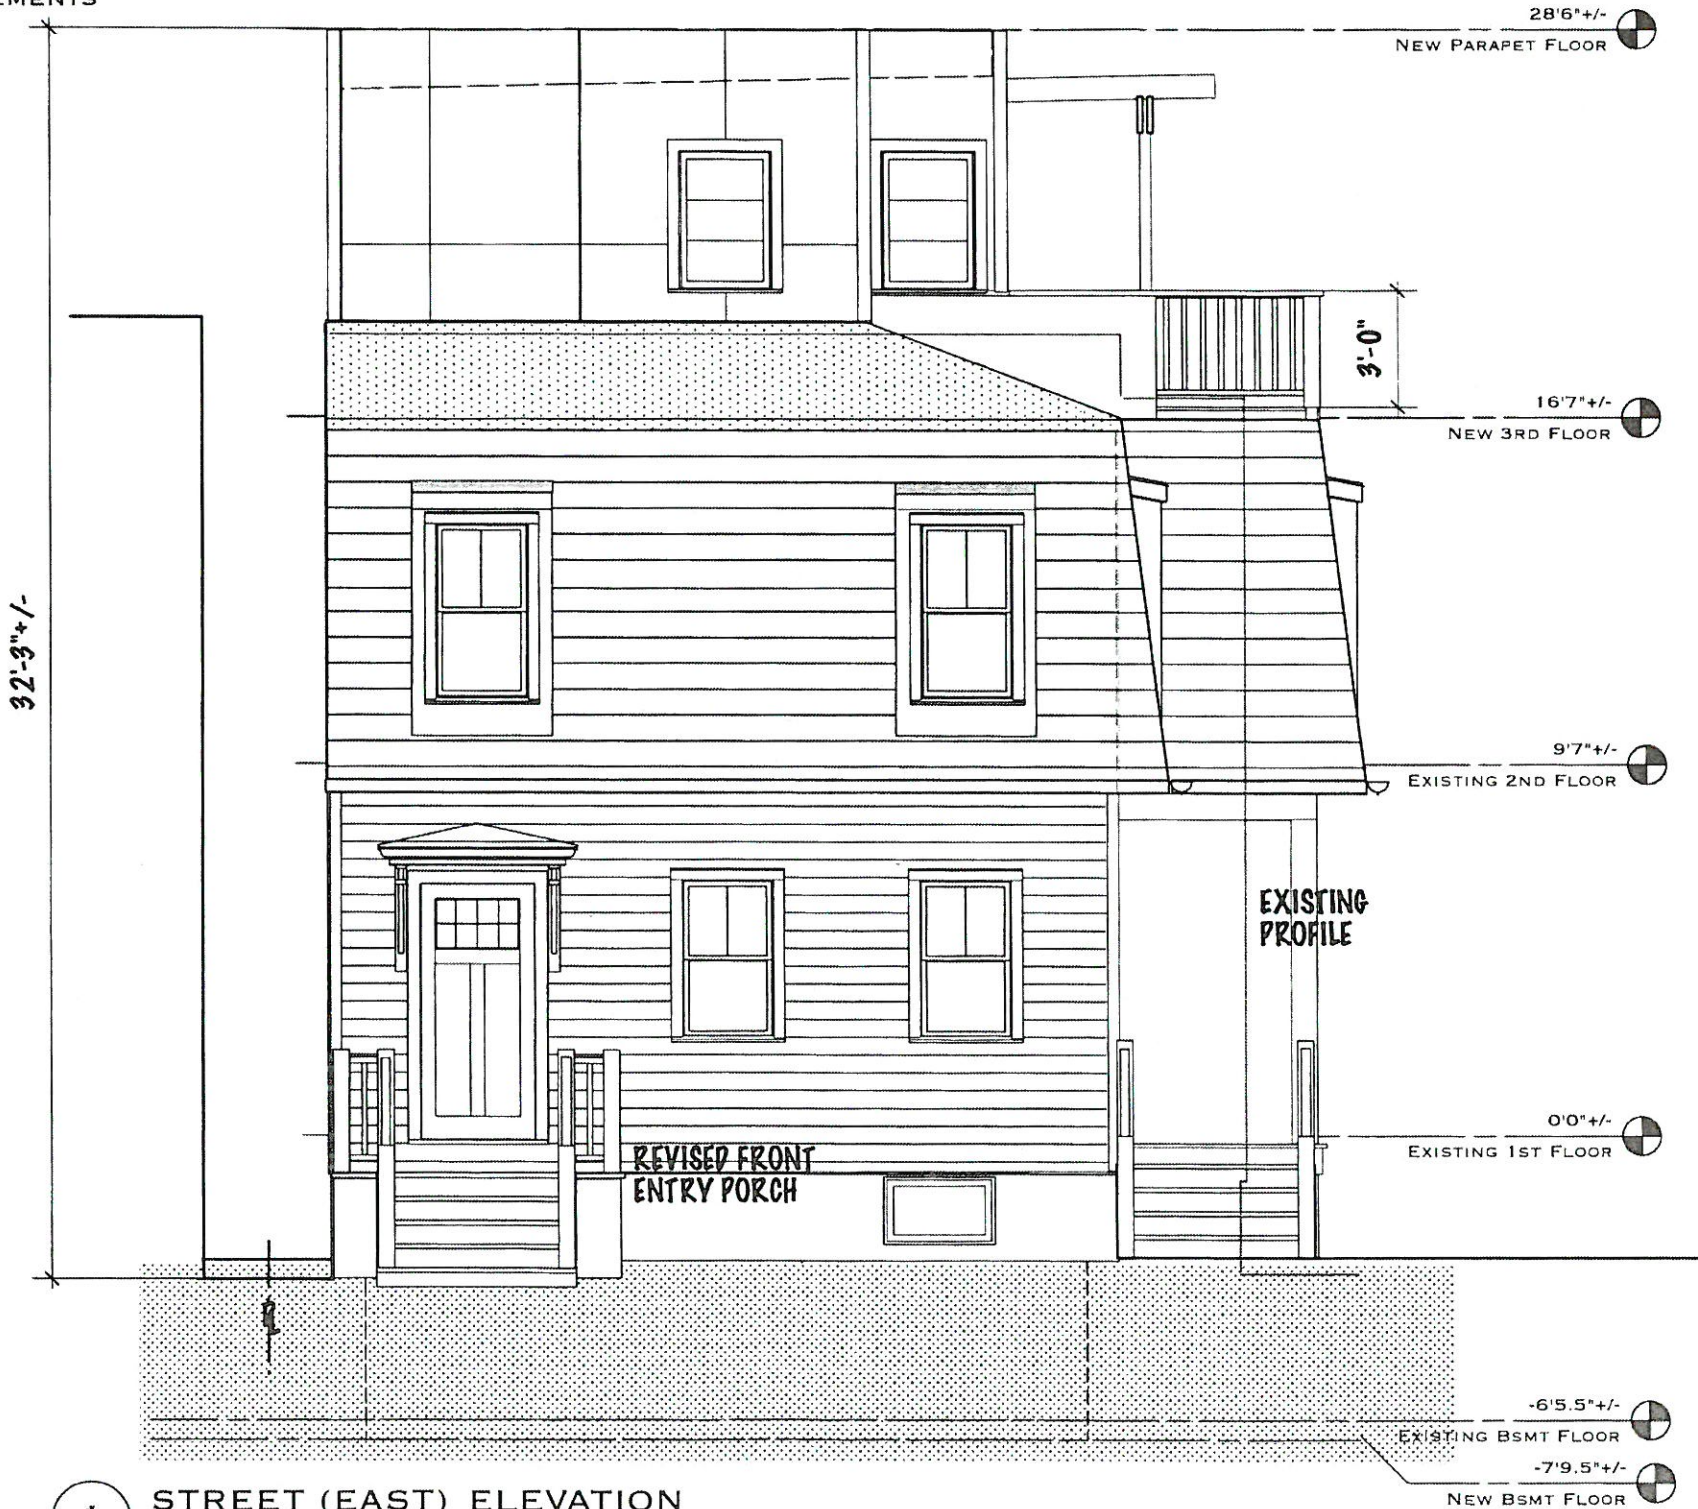 28'6"+/-
NEW PARAPET FLOOR
3'-0"
16'7"+/-
NEW 3RD FLOOR
32'-3"+/-
9'7"+/-
EXISTING 2ND FLOOR
EXISTING
PROFILE
0'0"+/-
EXISTING 1ST FLOOR
REVISED FRONT
ENTRY PORCH
-6'5.5"+/-
EXISTING BSMT FLOOR
-7'9.5"+/-
NEW BSMT FLOOR
STREET (EAST) ELEVATION